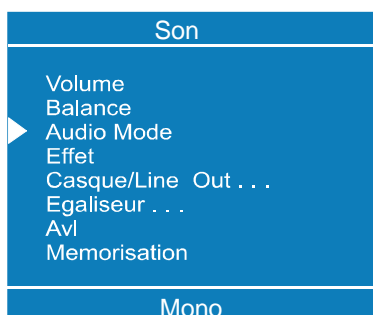 Son
Volume
Balance
Audio Mode
Effet
Casque/Line Out . . .
Egaliseur . . .
Avl
Memorisation
Mono